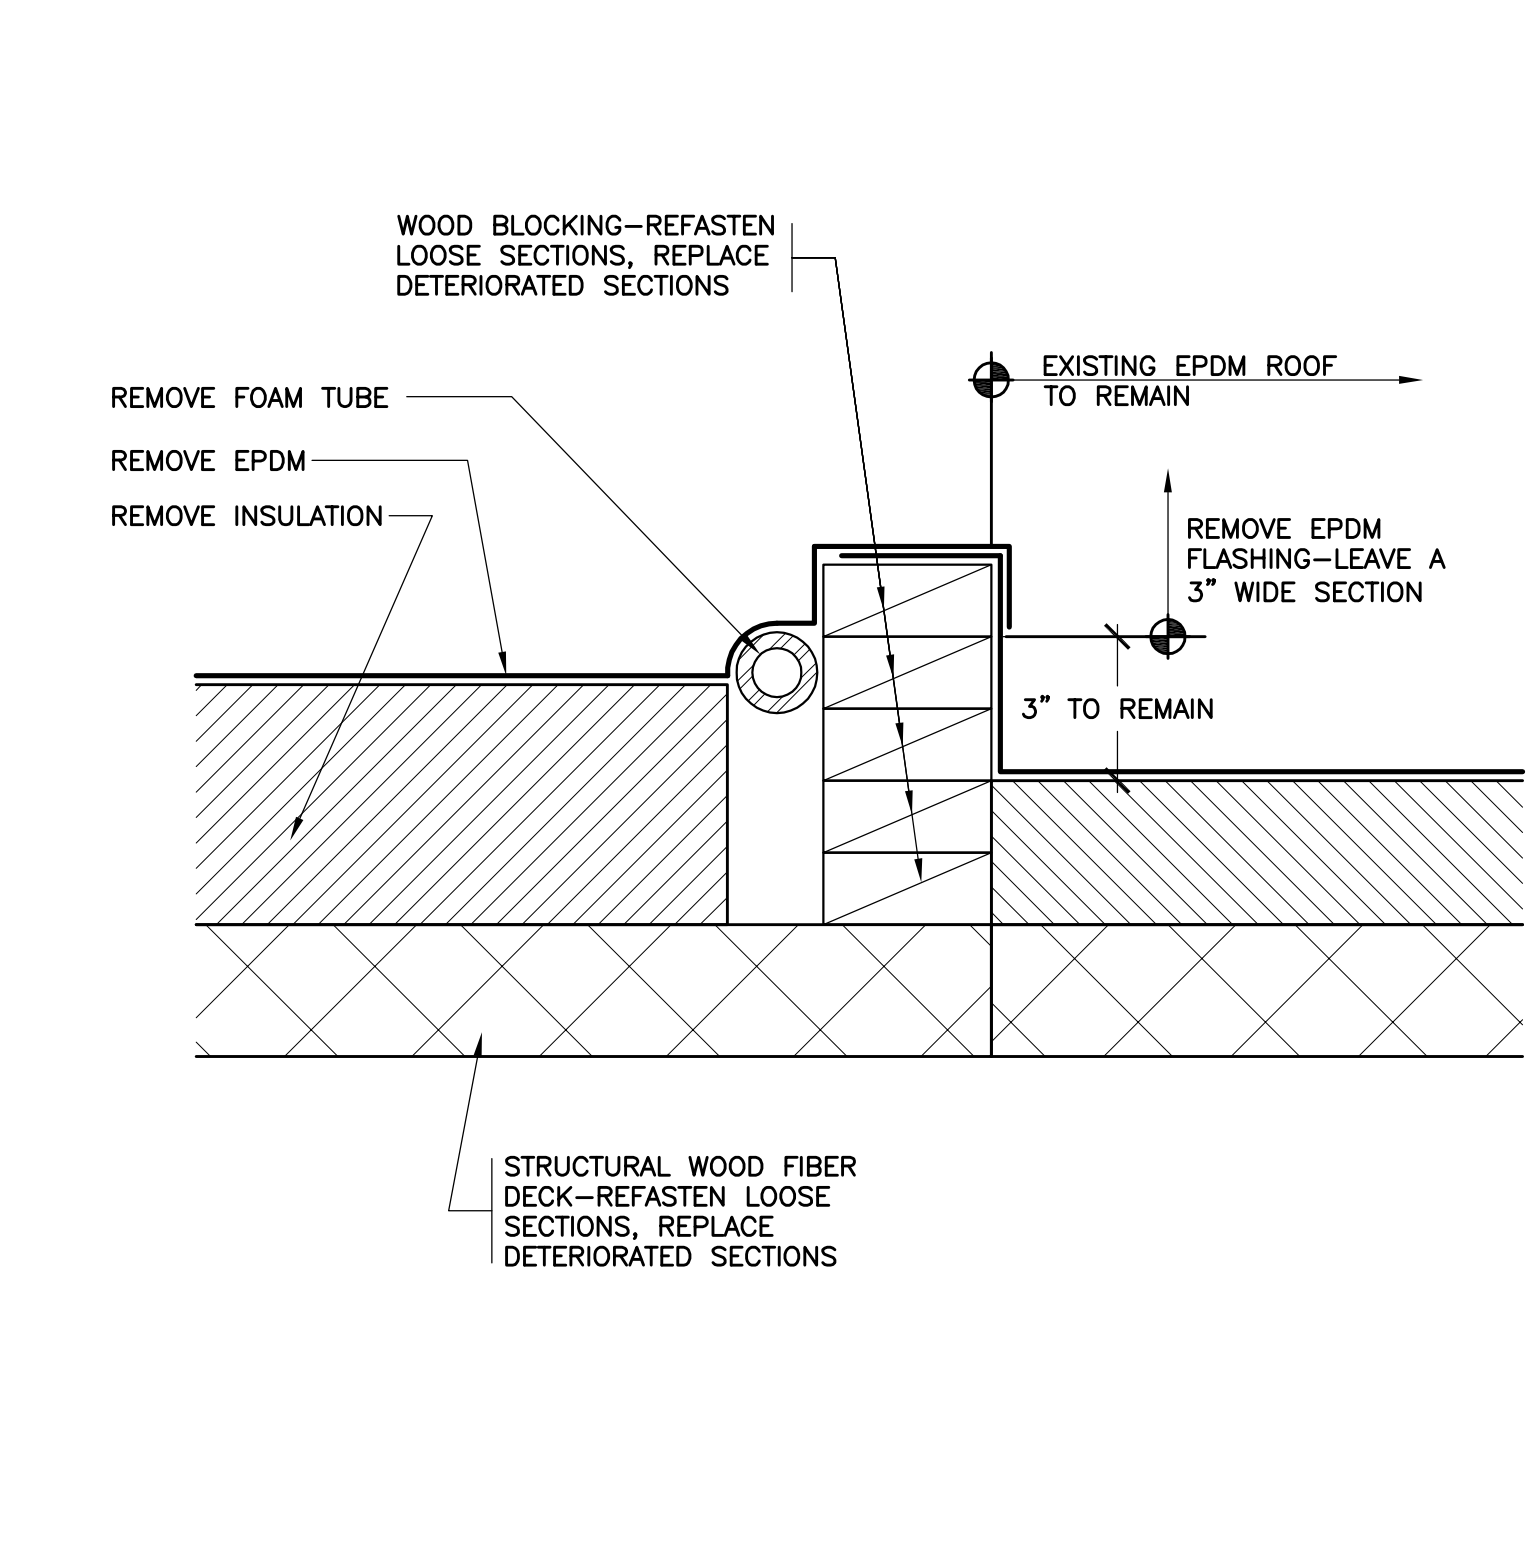 WOOD BLOCKING-REFASTEN
LOOSE SECTIONS, REPLACE
DETERIORATED SECTIONS
EXISTING EPDM ROOF
TO REMAIN
REMOVE FOAM TUBE
REMOVE EPDM
REMOVE INSULATION
REMOVE EPDM
FLASHING-LEAVE A
3" WIDE SECTION
3" TO REMAIN
STRUCTURAL WOOD FIBER
DECK-REFASTEN LOOSE
SECTIONS, REPLACE
DETERIORATED SECTIONS